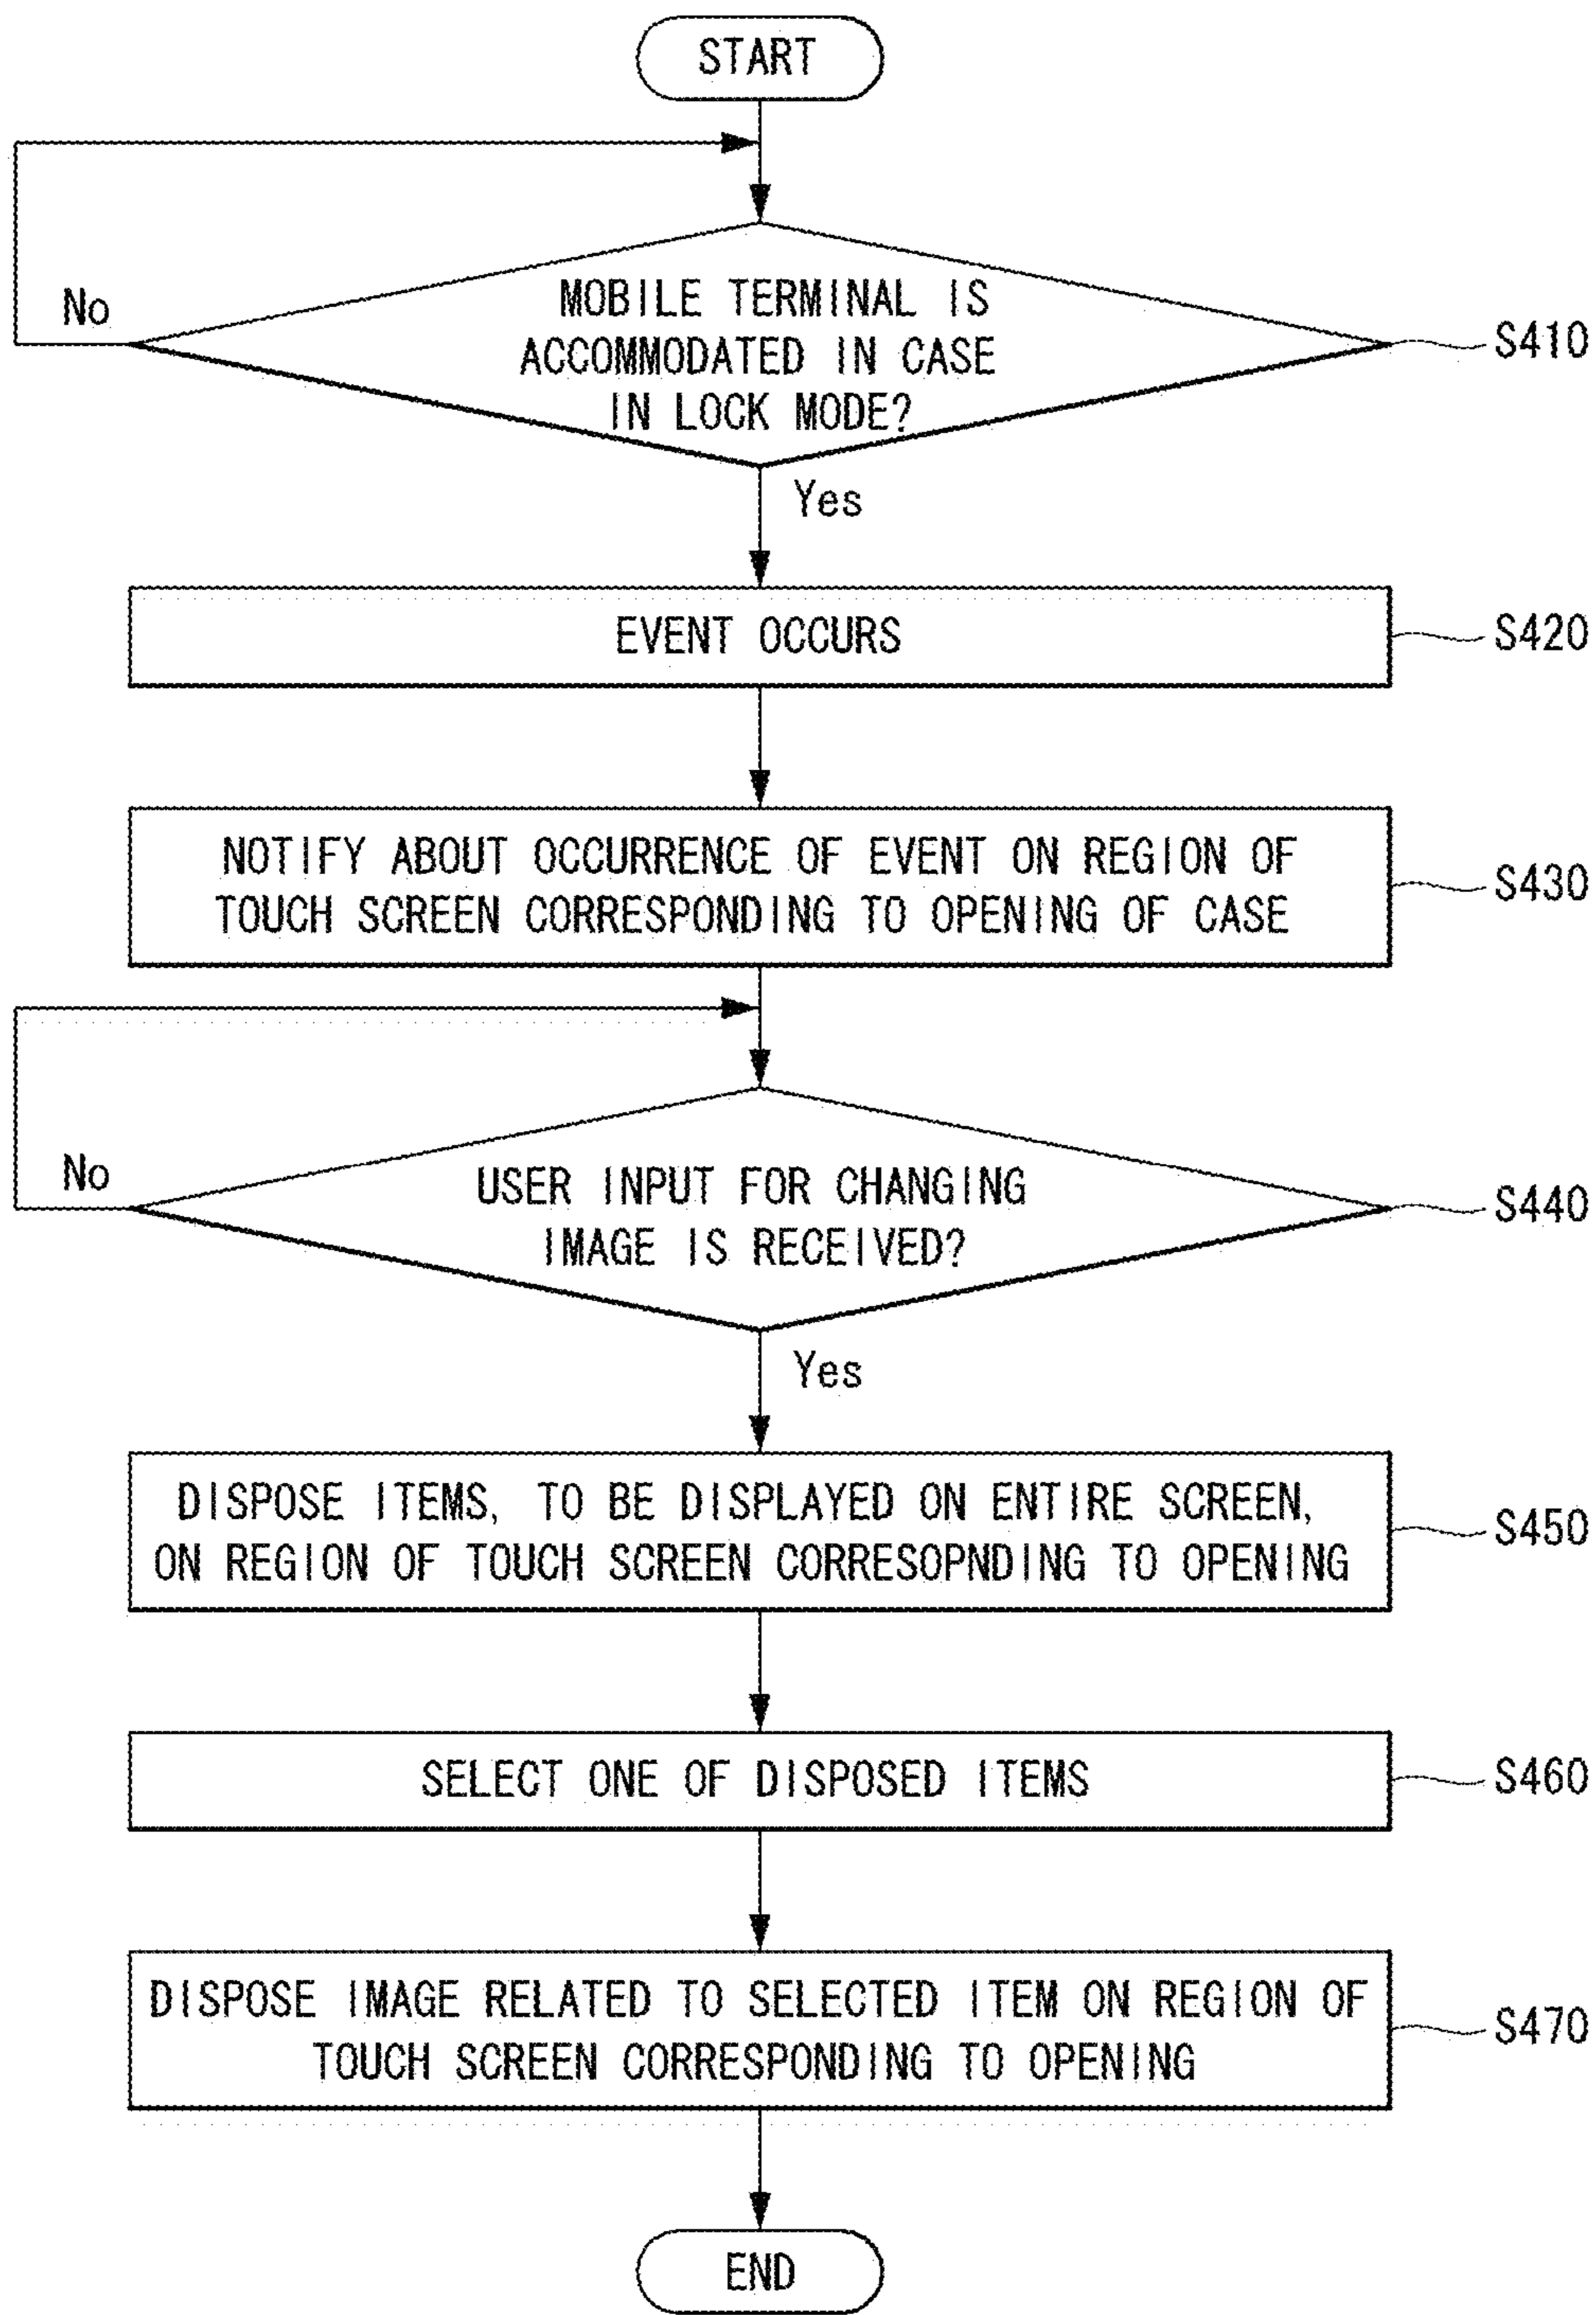 START
No
MOBILE TERMINAL IS
ACCOMMODATED IN CASE
IN LOCK MODE?
S410
Yes
EVENT OCCURS
S420
NOTIFY ABOUT OCCURRENCE OF EVENT ON REGION OF
TOUCH SCREEN CORRESPONDING TO OPENING OF CASE
S430
No
USER INPUT FOR CHANGING
IMAGE IS RECEIVED?
S440
Yes
DISPOSE ITEMS, TO BE DISPLAYED ON ENTIRE SCREEN,
ON REGION OF TOUCH SCREEN CORRESOPNDING TO OPENING
S450
SELECT ONE OF DISPOSED ITEMS
S460
DISPOSE IMAGE RELATED TO SELECTED ITEM ON REGION OF
TOUCH SCREEN CORRESPONDING TO OPENING
S470
END